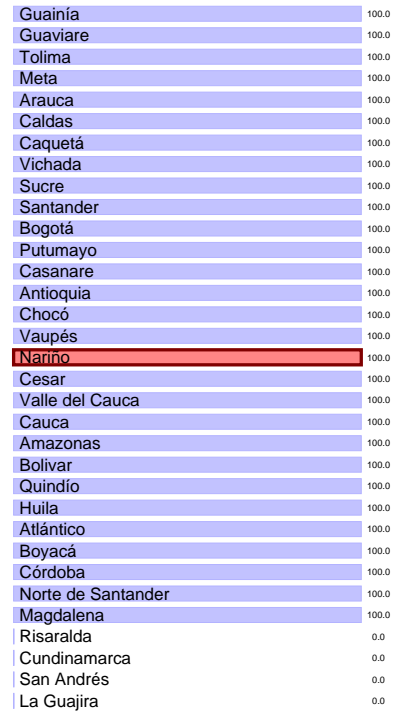 Guainía 100.0
Guaviare 100.0
Tolima 100.0
Meta 100.0
Arauca 100.0
Caldas 100.0
Caquetá 100.0
Vichada 100.0
Sucre 100.0
Santander 100.0
Bogotá 100.0
Putumayo 100.0
Casanare 100.0
Antioquia 100.0
Chocó 100.0
Vaupés 100.0
Nariño 100.0
Cesar 100.0
Valle del Cauca 100.0
Cauca 100.0
Amazonas 100.0
Bolivar 100.0
Quindío 100.0
Huila 100.0
Atlántico 100.0
Boyacá 100.0
Córdoba 100.0
Norte de Santander 100.0
Magdalena 100.0
Risaralda 0.0
Cundinamarca 0.0
San Andrés 0.0
La Guajira 0.0